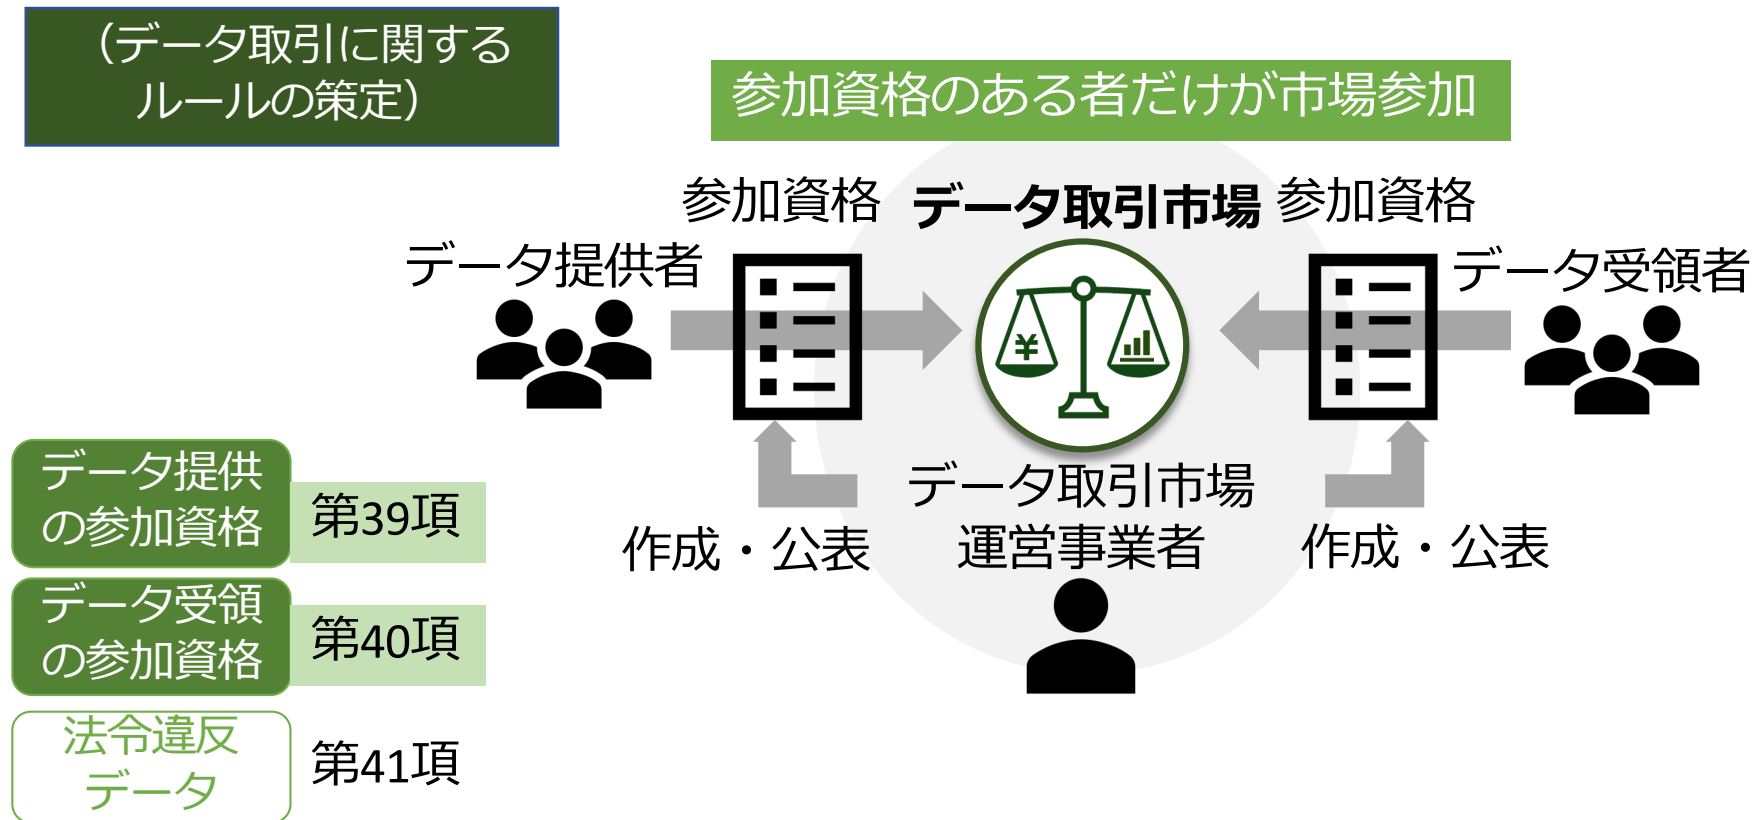 （データ取引に関する
ルールの策定）
参加資格のある者だけが市場参加
参加資格
データ取引市場
参加資格
データ提供者
データ受領者
¥
データ取引市場
運営事業者
作成・公表
作成・公表
データ提供
の参加資格
第39項
データ受領
の参加資格
第40項
法令違反
データ
第41項